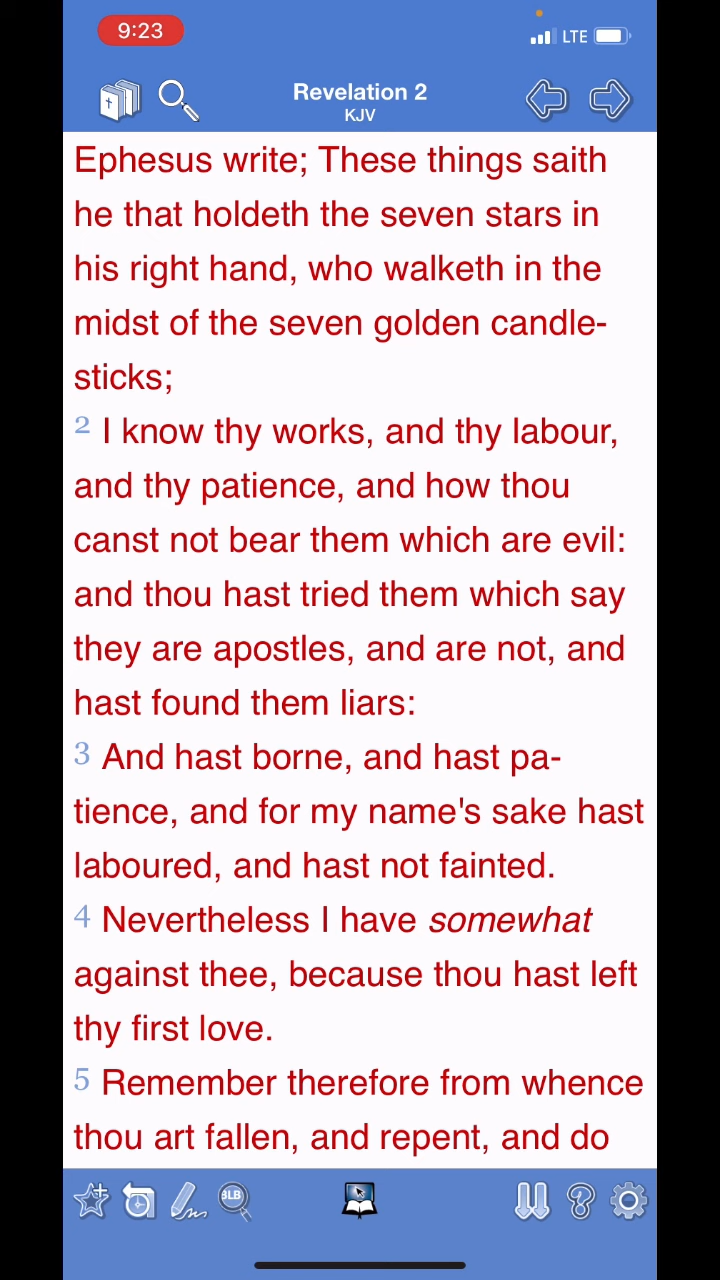 9:23
LTE
Revelation 2
KJV
Ephesus write; These things saith
he that holdeth the seven stars in
his right hand, who walketh in the
midst of the seven golden candle-
sticks;
2 I know thy works, and thy labour,
and thy patience, and how thou
canst not bear them which are evil:
and thou hast tried them which say
they are apostles, and are not, and
hast found them liars:
3 And hast borne, and hast pa-
tience, and for my name's sake hast
laboured, and hast not fainted.
4 Nevertheless I have somewhat
against thee, because thou hast left
thy first love.
5 Remember therefore from whence
thou art fallen, and repent, and do
BLB